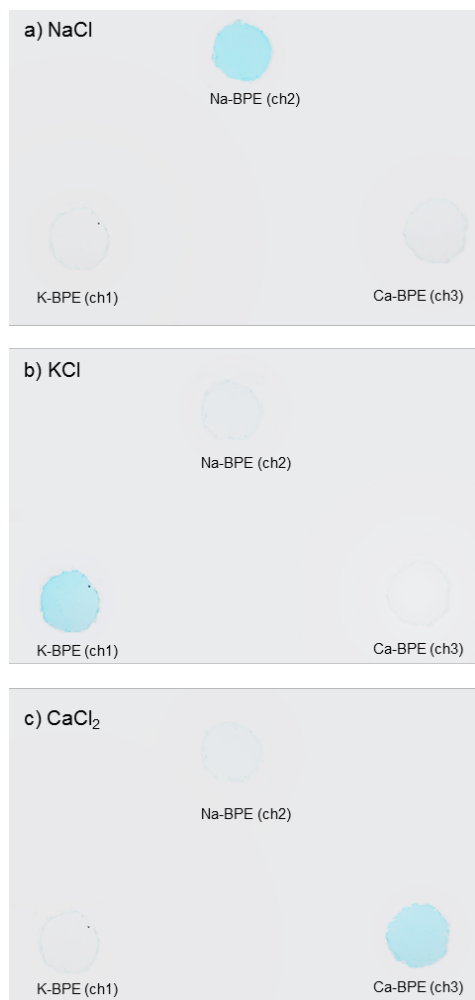 a) NaCl
Na-BPE (ch2)
K-BPE (ch1)
Ca-BPE (ch3)
b) KCl
Na-BPE (ch2)
K-BPE (ch1)
Ca-BPE (ch3)
c) CaCl₂
Na-BPE (ch2)
K-BPE (ch1)
Ca-BPE (ch3)